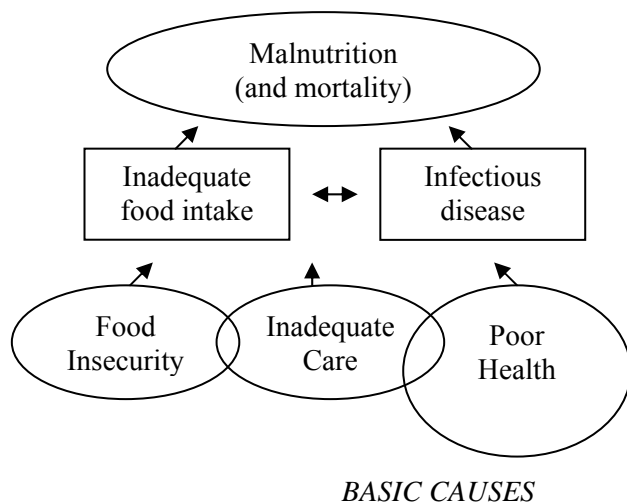 Malnutrition
(and mortality)
Inadequate
food intake
Infectious
disease
Food
Insecurity
Inadequate
Care
Poor
Health
BASIC CAUSES